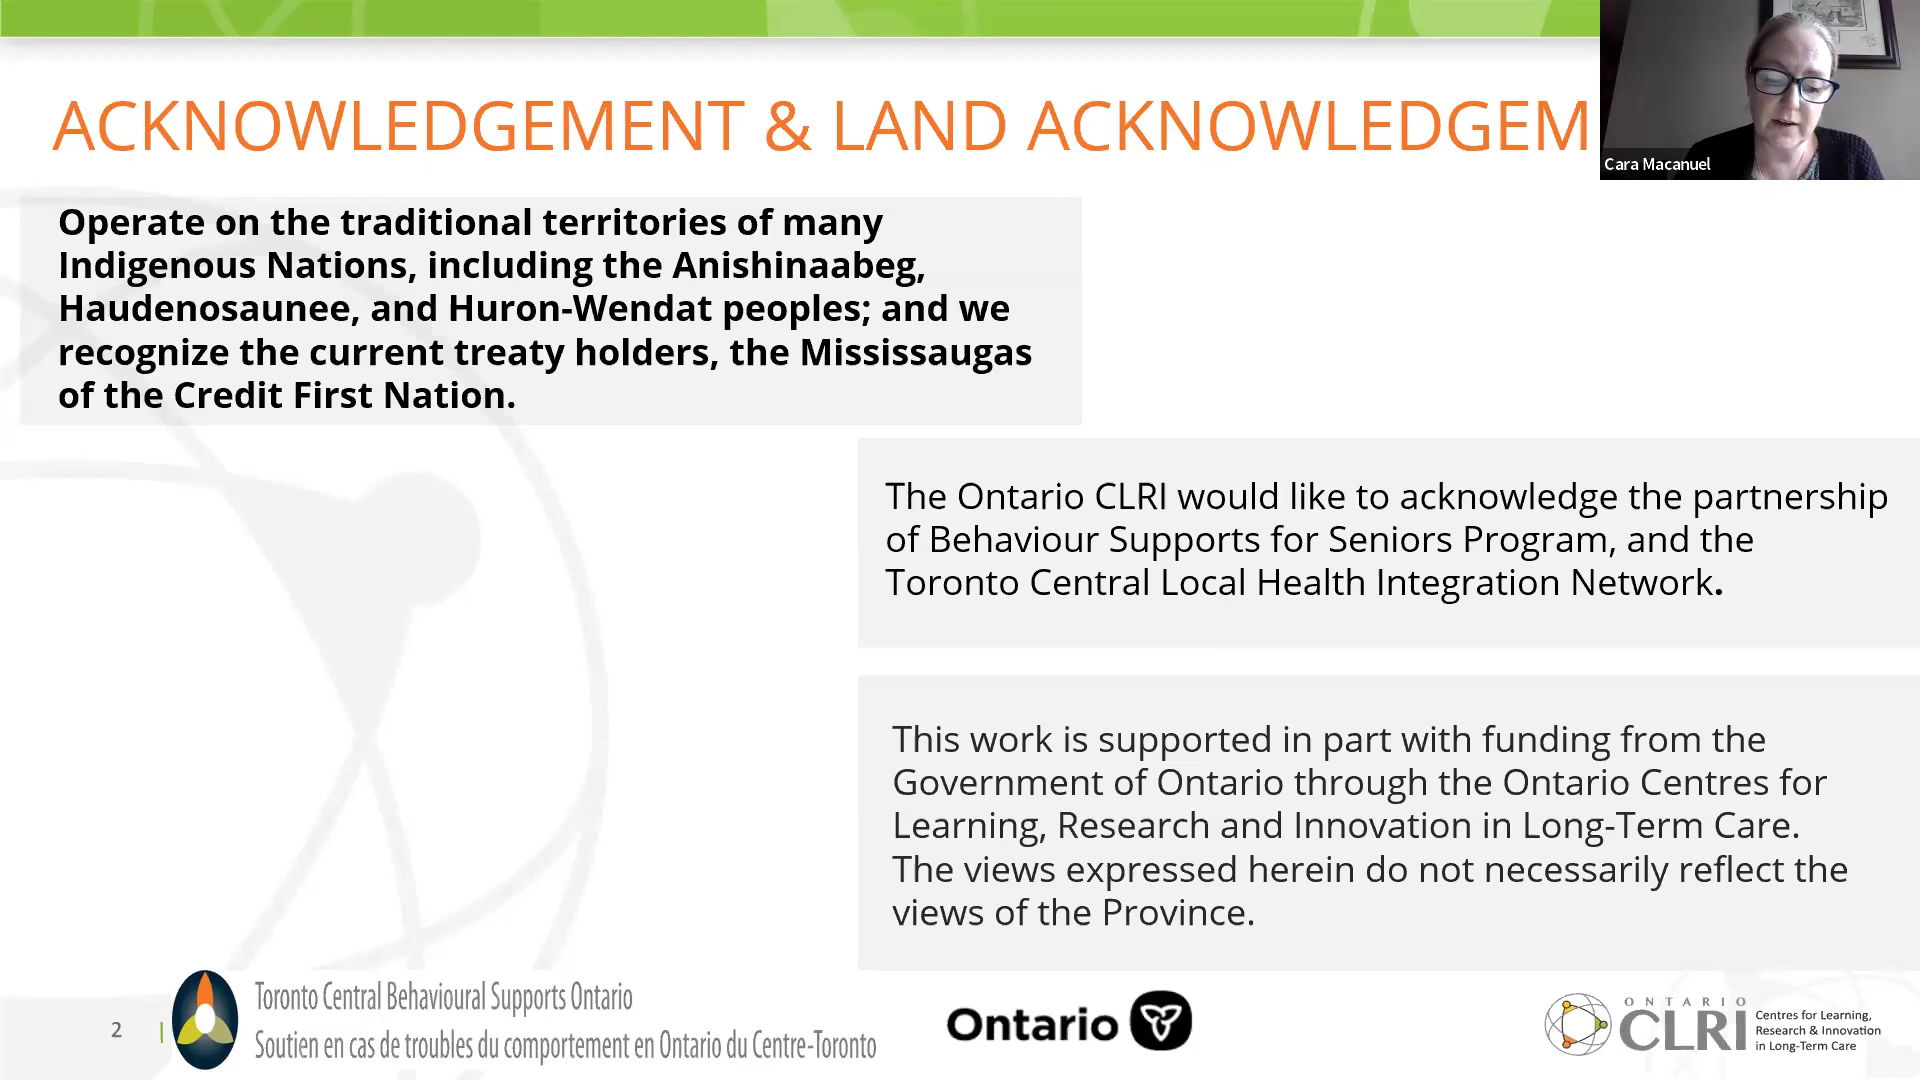 ACKNOWLEDGEMENT & LAND ACKNOWLEDGEM
Cara Macanuel
Operate on the traditional territories of many
Indigenous Nations, including the Anishinaabeg,
Haudenosaunee, and Huron-Wendat peoples; and we
recognize the current treaty holders, the Mississaugas
of the Credit First Nation.
The Ontario CLRI would like to acknowledge the partnership
of Behaviour Supports for Seniors Program, and the
Toronto Central Local Health Integration Network.
This work is supported in part with funding from the
Government of Ontario through the Ontario Centres for
Learning, Research and Innovation in Long-Term Care.
The views expressed herein do not necessarily reflect the
views of the Province.
2
Toronto Central Behavioural Supports Ontario
Soutien en cas de troubles du comportement en Ontario du Centre-Toronto
Ontario
ONTARIO
CLRI
Centres for Learning,
Research & Innovation
in Long-Term Care